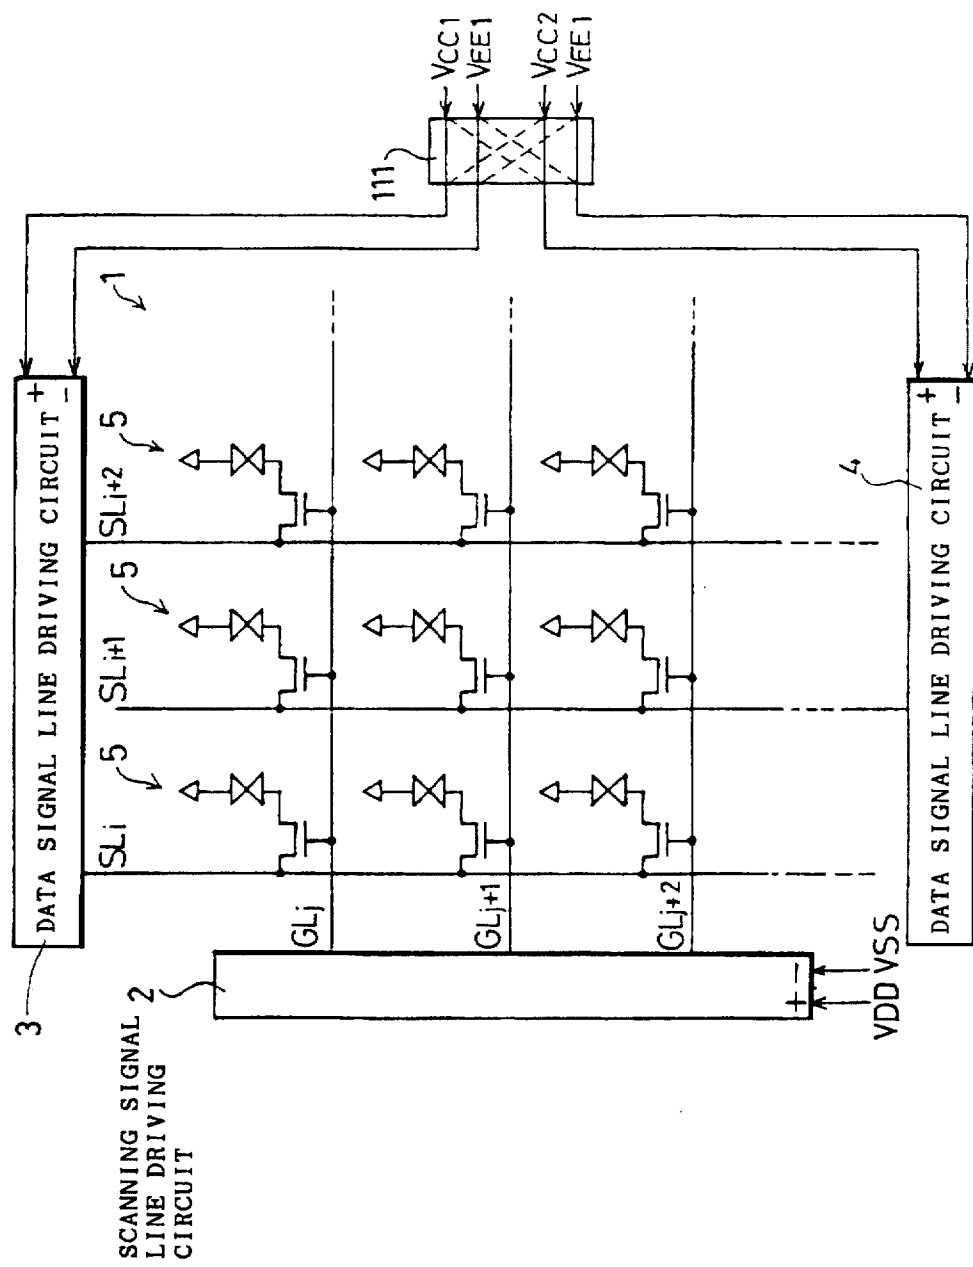 3
DATA SIGNAL LINE DRIVING CIRCUIT
+
-
1
111
VCC1
VEE1
VCC2
VEE1
SLi
SLi+1
SLi+2
5
5
5
SCANNING SIGNAL
LINE DRIVING
CIRCUIT
2
GLj
GLj+1
GLj+2
+
-
VDD
VSS
4
DATA SIGNAL LINE DRIVING CIRCUIT
+
-